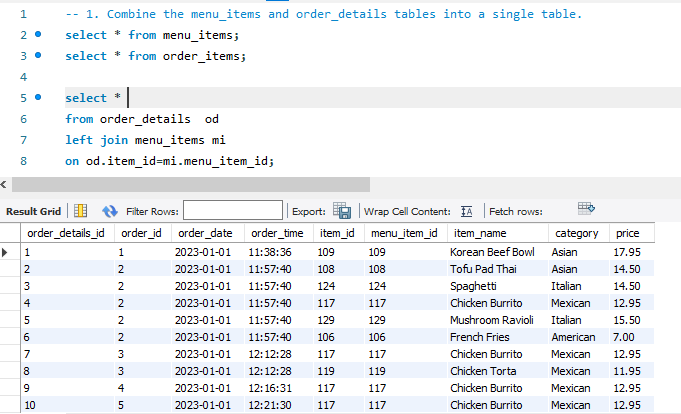 1 -- 1. Combine the menu_items and order_details tables into a single table.
2 select * from menu_items;
3 select * from order_items;
4
5 select *
6 from order_details  od
7 left join menu_items mi
8 on od.item_id=mi.menu_item_id;
Result Grid Filter Rows: Export: Wrap Cell Content: IA Fetch rows:
order_details_id order_id order_date order_time item_id menu_item_id item_name category price
1 1 2023-01-01 11:38:36 109 109 Korean Beef Bowl Asian 17.95
2 2 2023-01-01 11:57:40 108 108 Tofu Pad Thai Asian 14.50
3 2 2023-01-01 11:57:40 124 124 Spaghetti Italian 14.50
4 2 2023-01-01 11:57:40 117 117 Chicken Burrito Mexican 12.95
5 2 2023-01-01 11:57:40 129 129 Mushroom Ravioli Italian 15.50
6 2 2023-01-01 11:57:40 106 106 French Fries American 7.00
7 3 2023-01-01 12:12:28 117 117 Chicken Burrito Mexican 12.95
8 3 2023-01-01 12:12:28 119 119 Chicken Torta Mexican 11.95
9 4 2023-01-01 12:16:31 117 117 Chicken Burrito Mexican 12.95
10 5 2023-01-01 12:21:30 117 117 Chicken Burrito Mexican 12.95